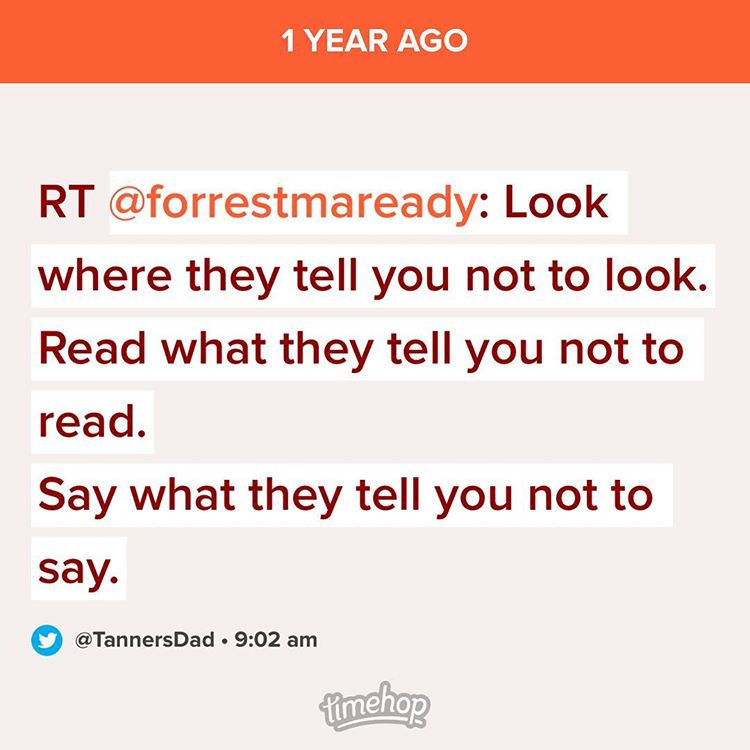 1 YEAR AGO
RT @forrestmaready: Look
where they tell you not to look.
Read what they tell you not to
read.
Say what they tell you not to
say.
@TannersDad • 9:02 am
timehop